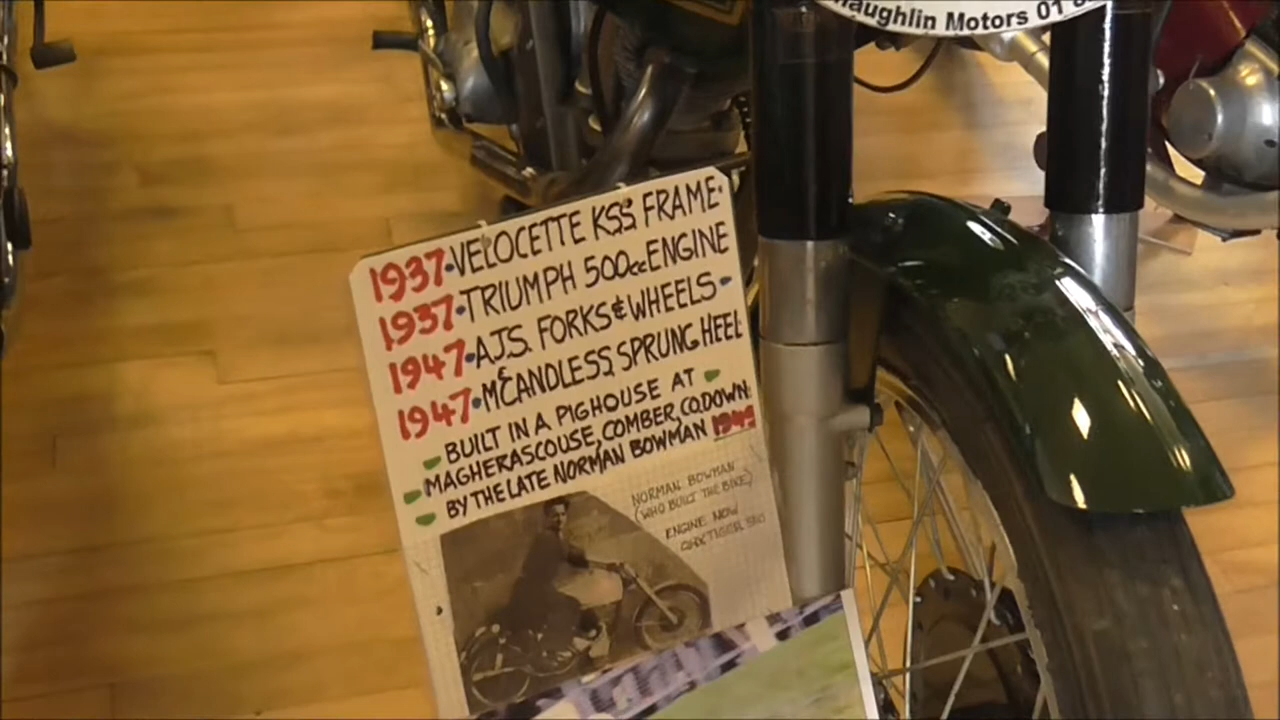 Motors 01
1937·VELOCETTE KSS FRAME·
1937·TRIUMPH 500cc ENGINE
1947·A.J.S. FORKS & WHEELS·
1947·McCANDLESS SPRUNG HEEL
BUILT IN A PIGHOUSE AT
MAGHERASCOUSE, COMBER, CO.DOWN.
BY THE LATE NORMAN BOWMAN 1949
NORMAN BOWMAN
(WHO BUILT THE BIKE)
ENGINE NOW